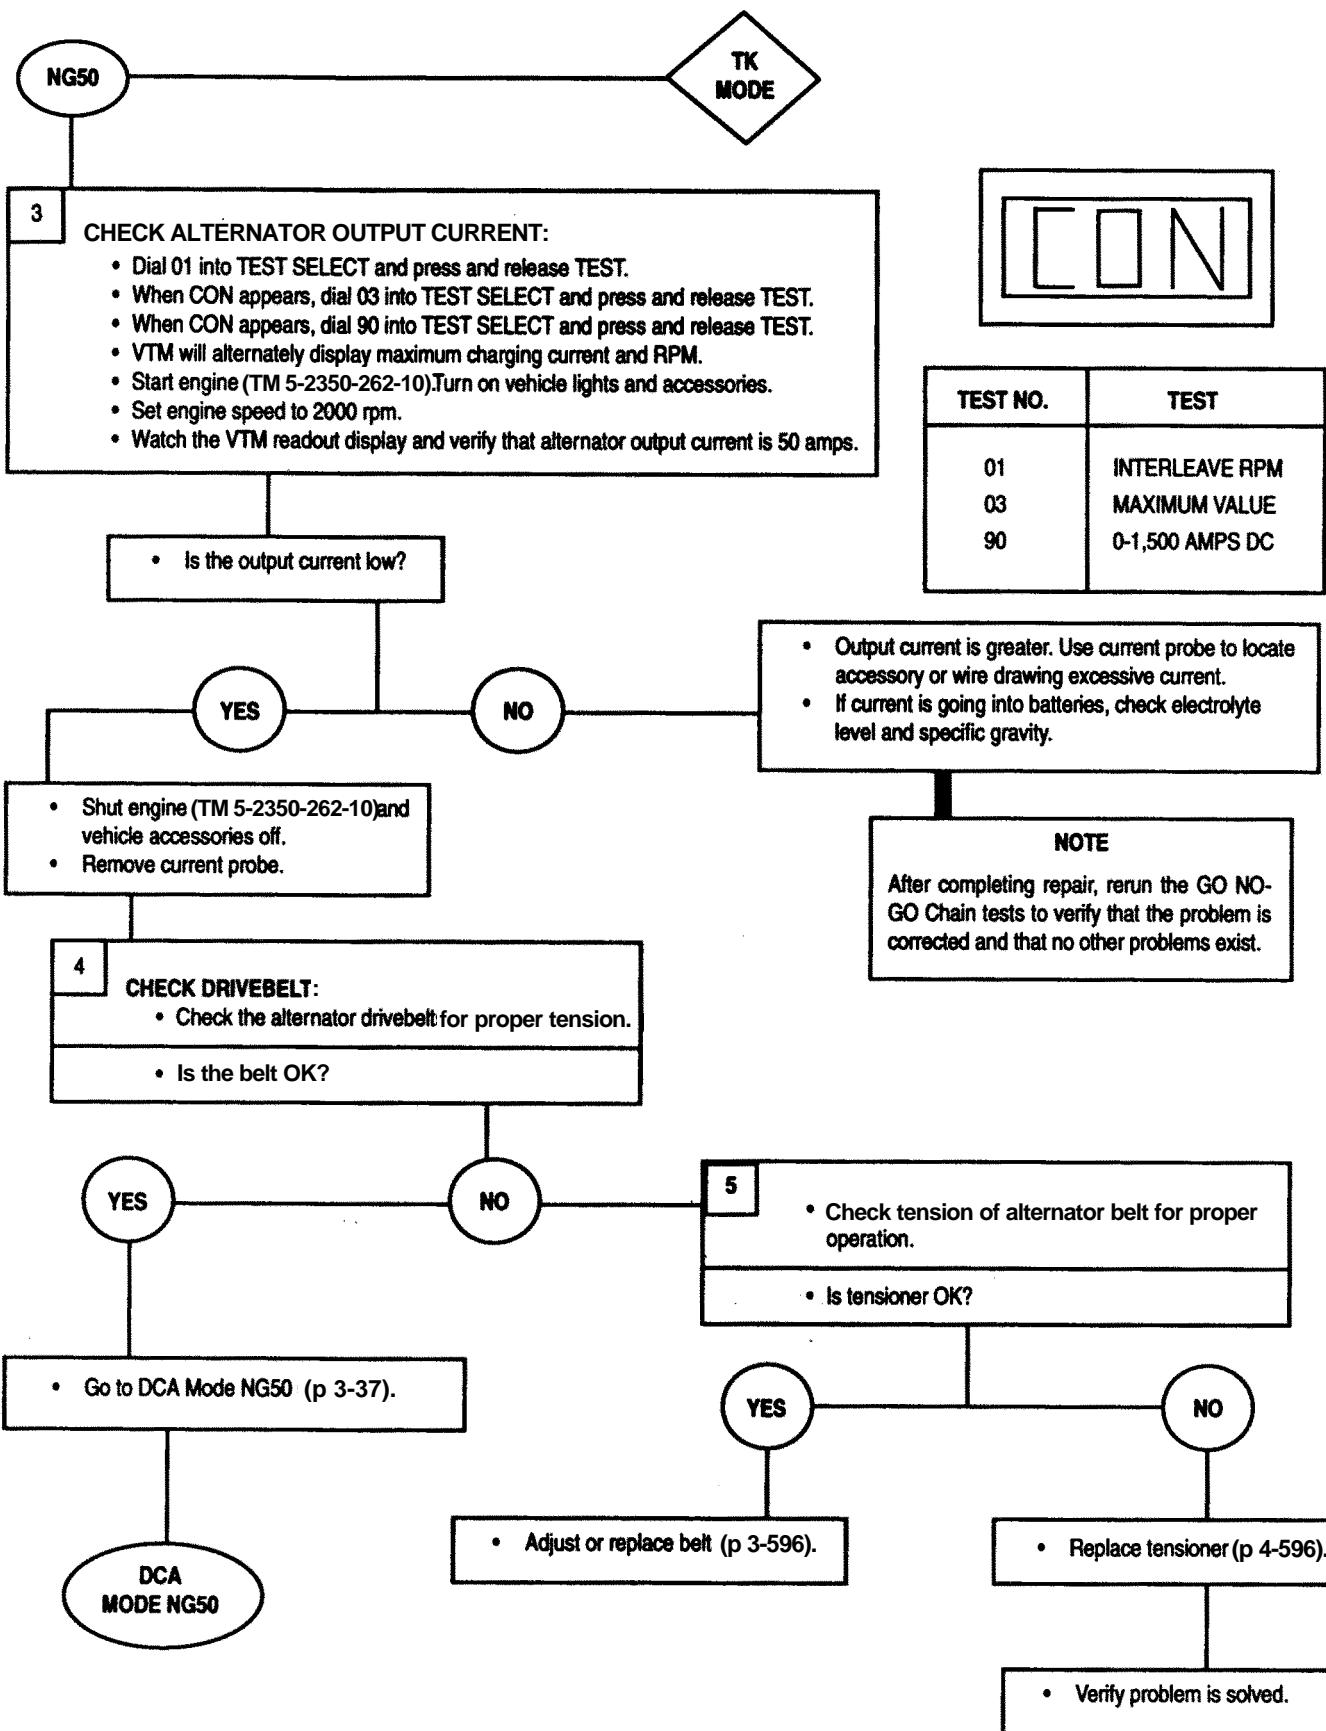 NG50
TK
MODE
3
CHECK ALTERNATOR OUTPUT CURRENT:
• Dial 01 into TEST SELECT and press and release TEST.
• When CON appears, dial 03 into TEST SELECT and press and release TEST.
• When CON appears, dial 90 into TEST SELECT and press and release TEST.
• VTM will alternately display maximum charging current and RPM.
• Start engine (TM 5-2350-262-10).Turn on vehicle lights and accessories.
• Set engine speed to 2000 rpm.
• Watch the VTM readout display and verify that alternator output current is 50 amps.
CON
TEST NO. TEST
01 INTERLEAVE RPM
03 MAXIMUM VALUE
90 0-1,500 AMPS DC
• Is the output current low?
YES
NO
• Output current is greater. Use current probe to locate
accessory or wire drawing excessive current.
• If current is going into batteries, check electrolyte
level and specific gravity.
• Shut engine (TM 5-2350-262-10)and
vehicle accessories off.
• Remove current probe.
NOTE
After completing repair, rerun the GO NO-
GO Chain tests to verify that the problem is
corrected and that no other problems exist.
4
CHECK DRIVEBELT:
• Check the alternator drivebelt for proper tension.
• Is the belt OK?
YES
NO
5
• Check tension of alternator belt for proper
operation.
• Is tensioner OK?
• Go to DCA Mode NG50 (p 3-37).
YES
NO
• Adjust or replace belt (p 3-596).
• Replace tensioner (p 4-596).
DCA
MODE NG50
• Verify problem is solved.